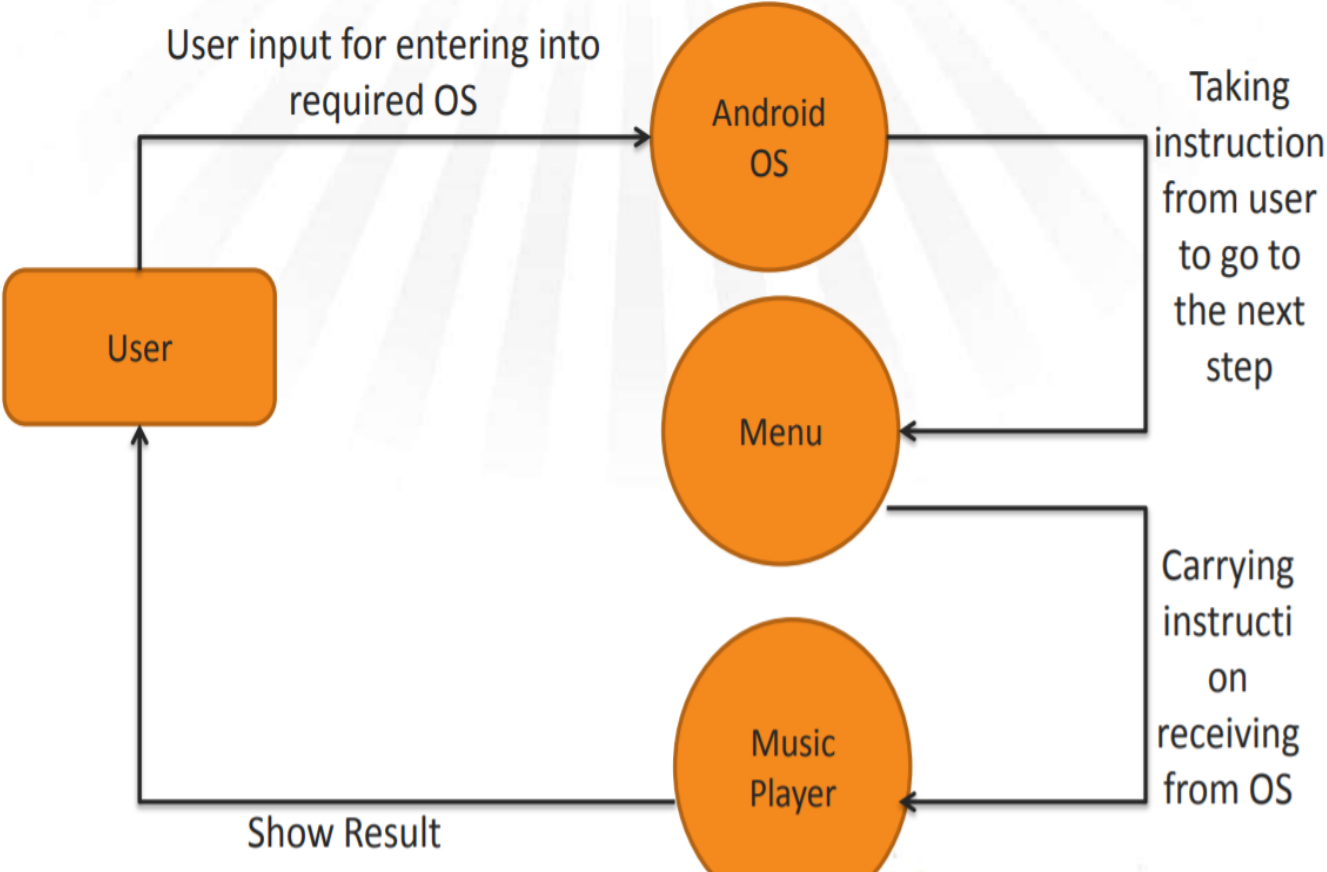 User input for entering into
required OS
Android
OS
Taking
instruction
from user
to go to
the next
step
User
Menu
Carrying
instructi
on
receiving
from OS
Music
Player
Show Result